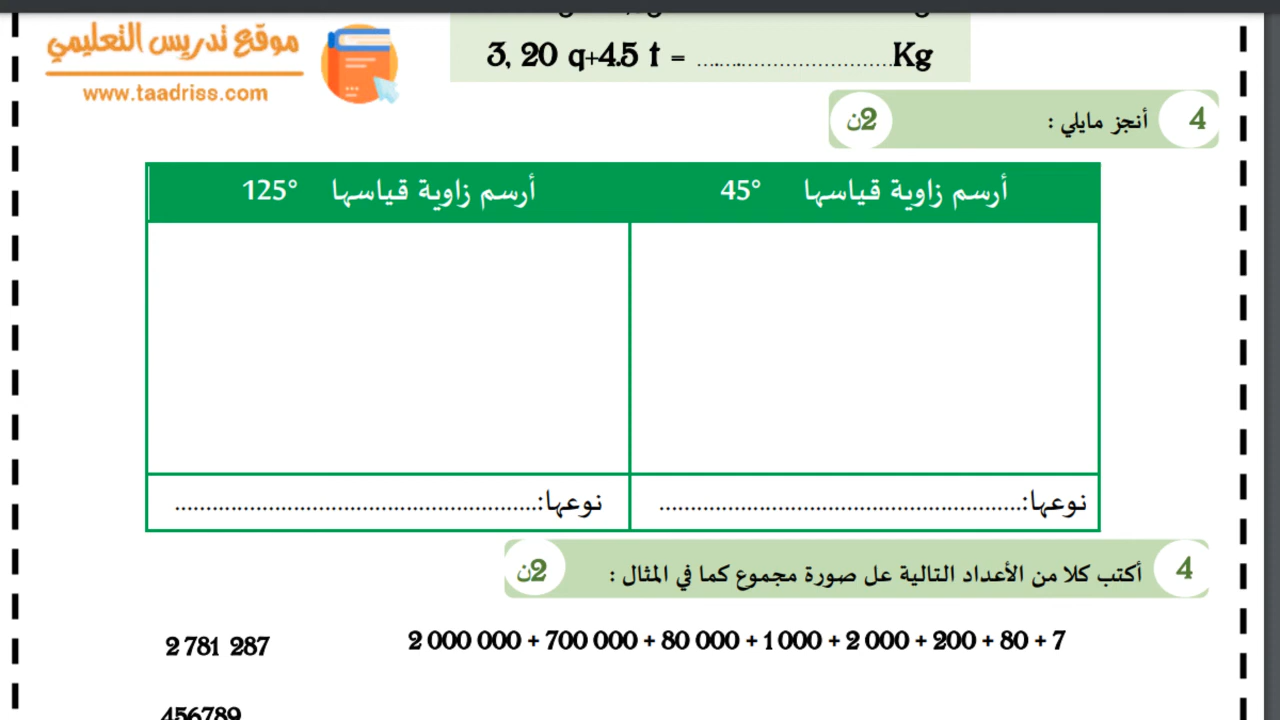 موقع تدريس التعليمي
www.taadriss.com
3, 20 q+4.5 t = ................................Kg
4 أنجز مايلي : 2ن
أرسم زاوية قياسها 45°
أرسم زاوية قياسها 125°
نوعها:..........................................................
نوعها:..........................................................
4 أكتب كلا من الأعداد التالية عل صورة مجموع كما في المثال : 2ن
2 781 287 2 000 000 + 700 000 + 80 000 + 1 000 + 2 000 + 200 + 80 + 7
456789